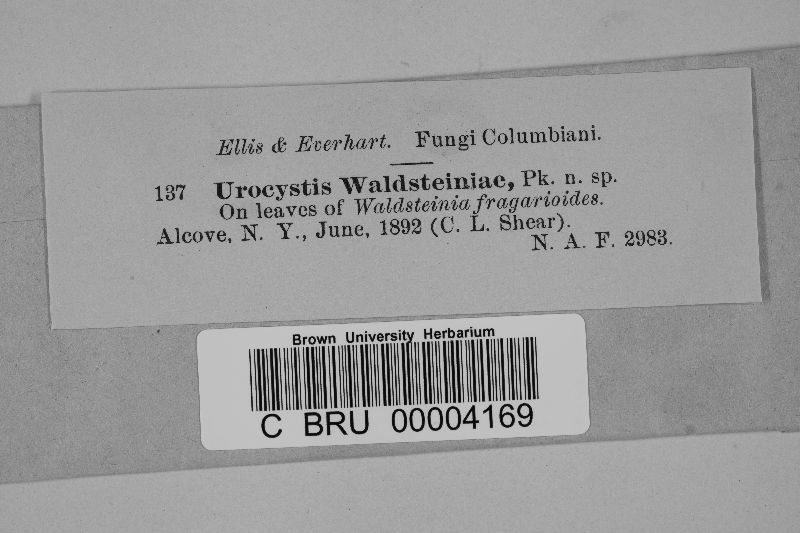 Ellis & Everhart. Fungi Columbiani.
137 Urocystis Waldsteiniae, Pk. n. sp.
On leaves of Waldsteinia fragarioides.
Alcove, N. Y., June, 1892 (C. L. Shear).
N. A. F. 2983.
Brown University Herbarium
C BRU 00004169